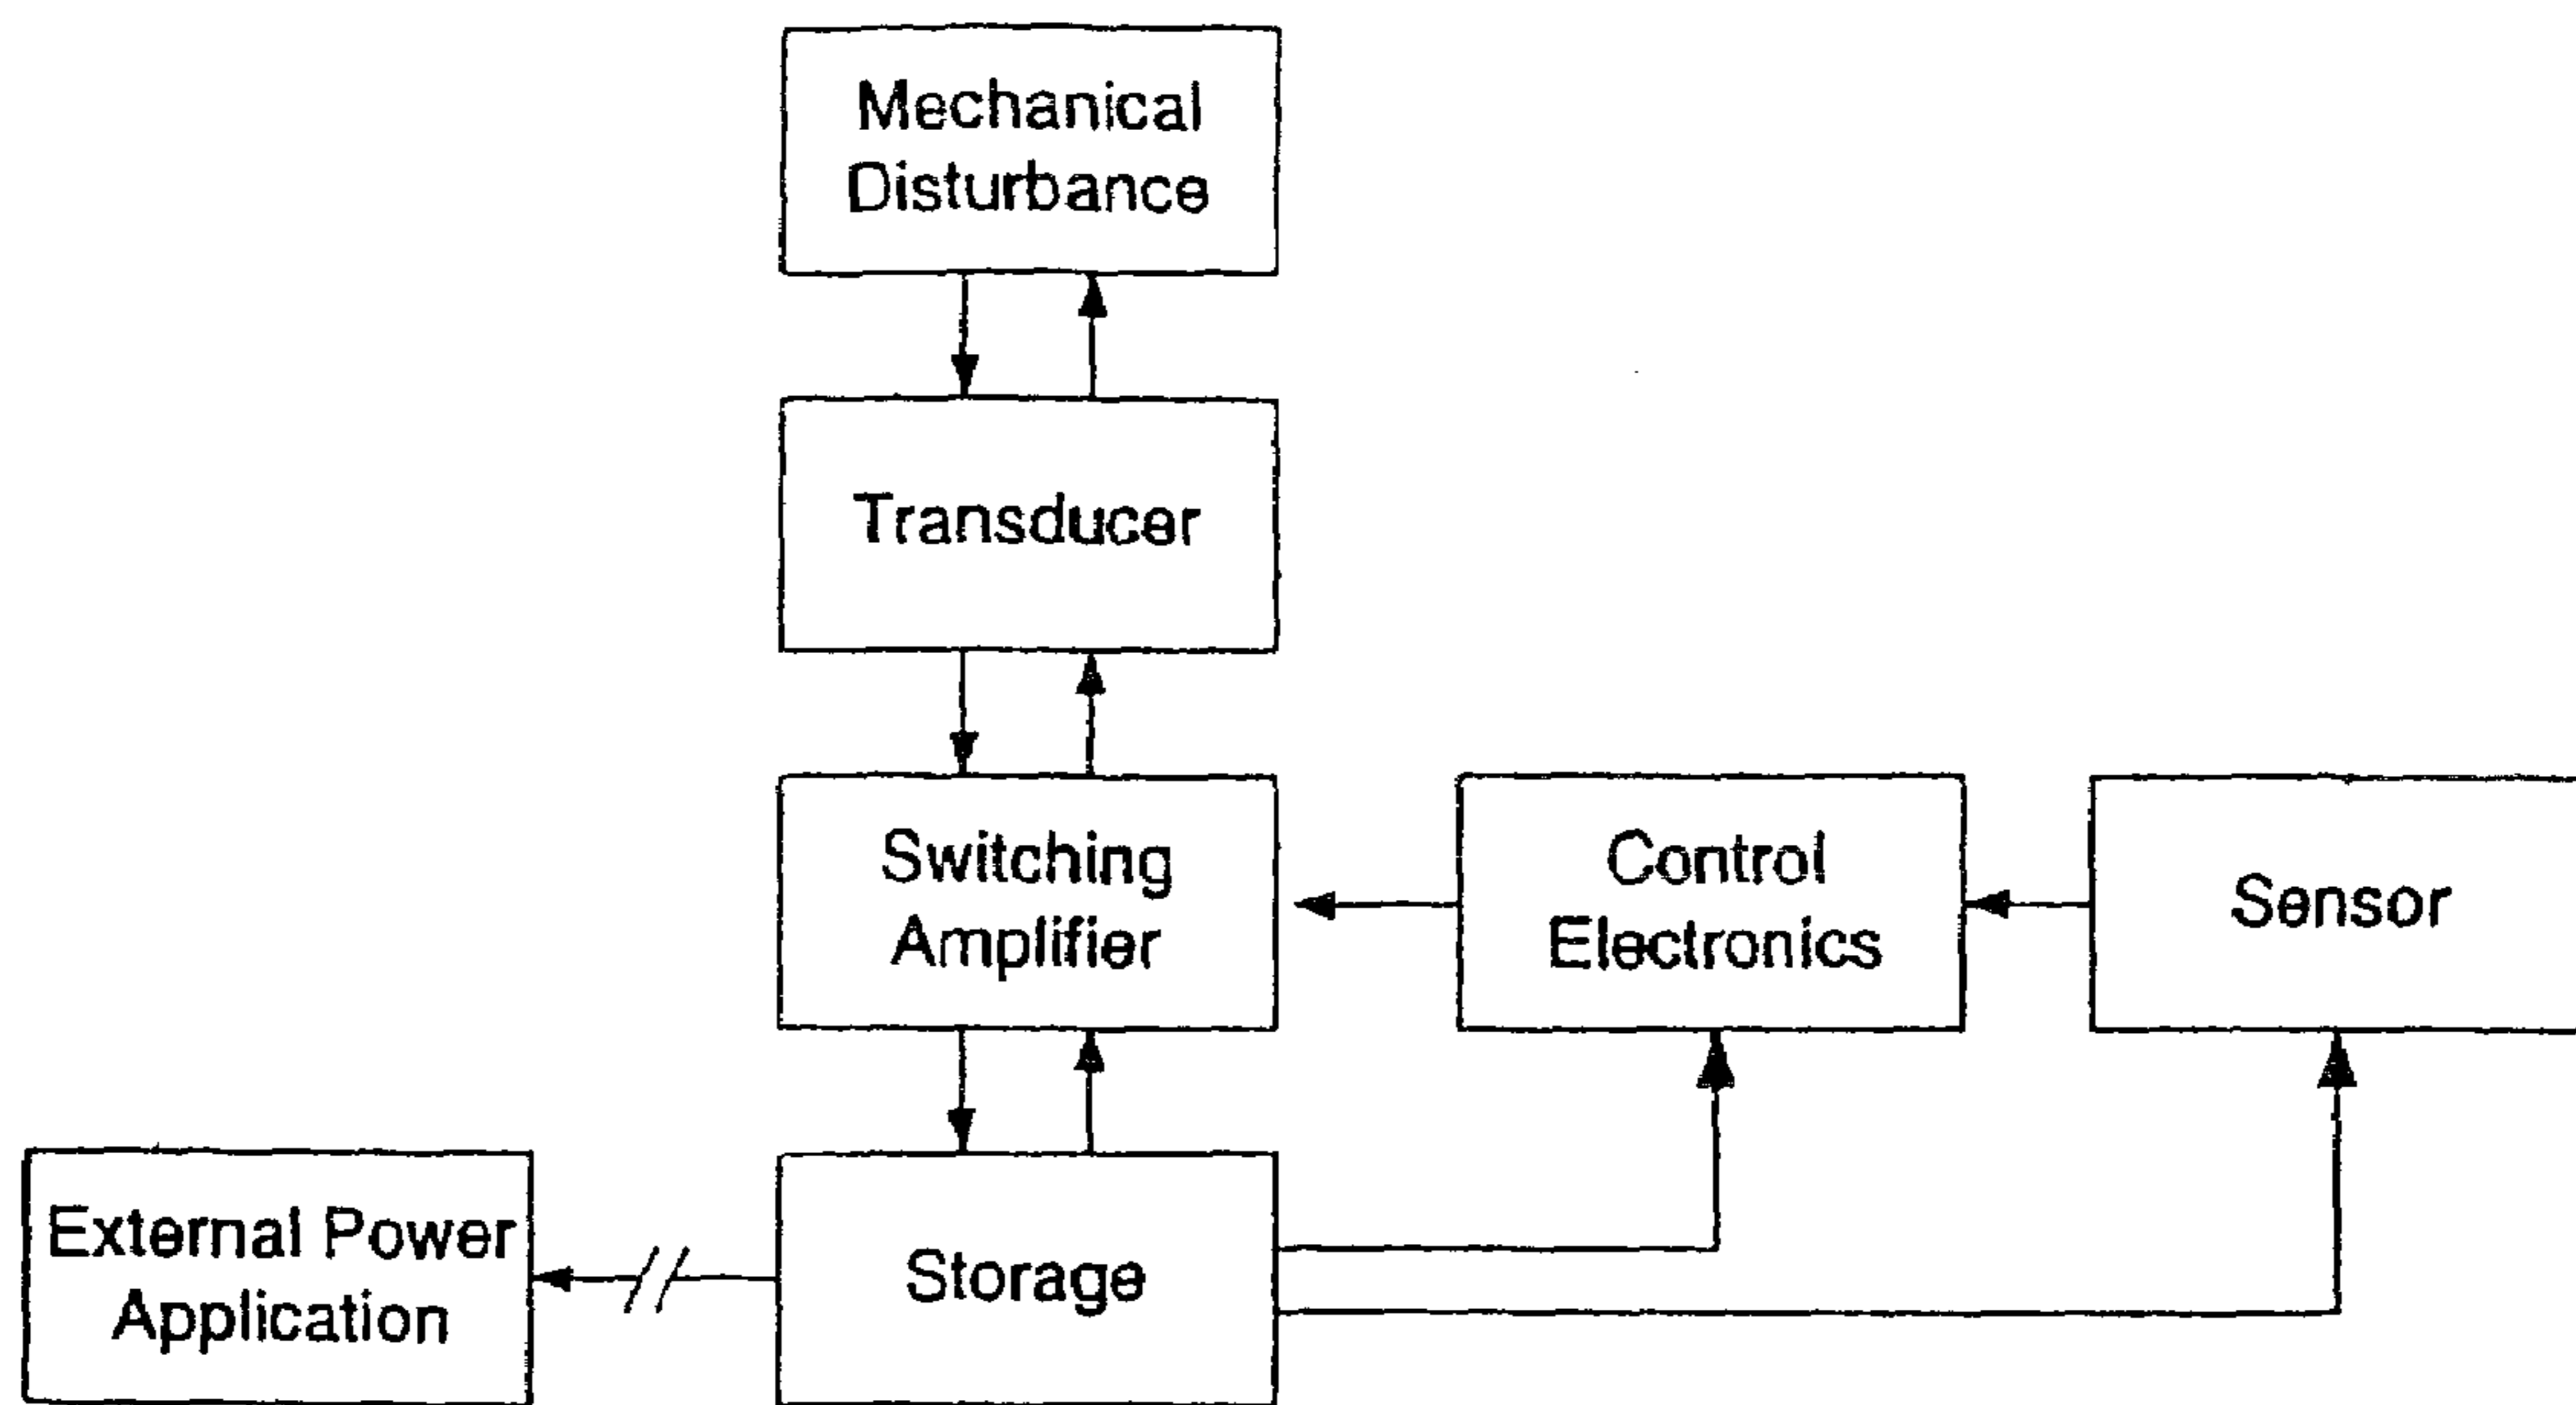 Mechanical
Disturbance
Transducer
Switching
Amplifier
Control
Electronics
Sensor
External Power
Application
Storage